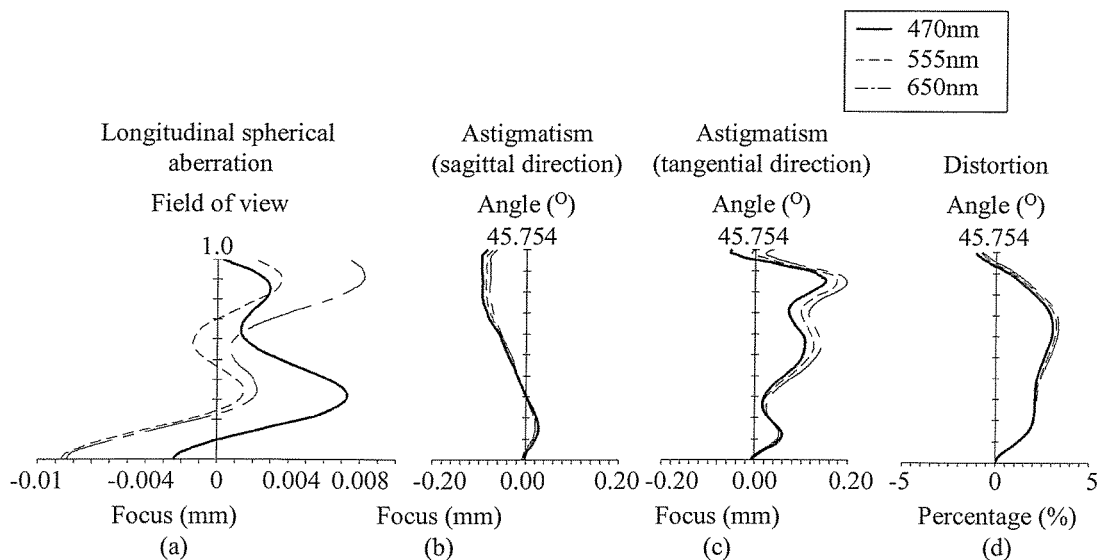 470nm
555nm
650nm
Longitudinal spherical
aberration
Field of view
1.0
-0.01 -0.004 0 0.004 0.008
Focus (mm)
(a)
Astigmatism
(sagittal direction)
Angle (O)
45.754
0.00 0.20
Focus (mm)
(b)
Astigmatism
(tangential direction)
Angle (O)
45.754
-0.20 0.00 0.20
Focus (mm)
(c)
Distortion
Angle (O)
45.754
-5 0 5
Percentage (%)
(d)